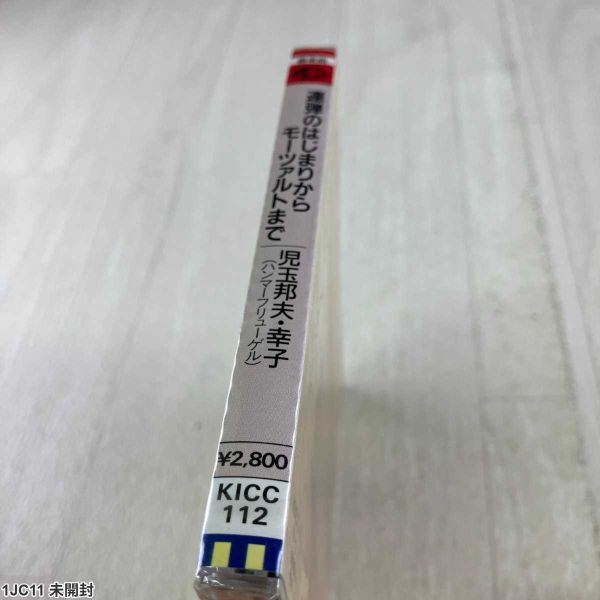 連弾のはじまりから
モーツァルトまで
児玉邦夫・幸子
(ハンマーフリューゲル)
¥2,800
KICC
112
1JC11 未開封